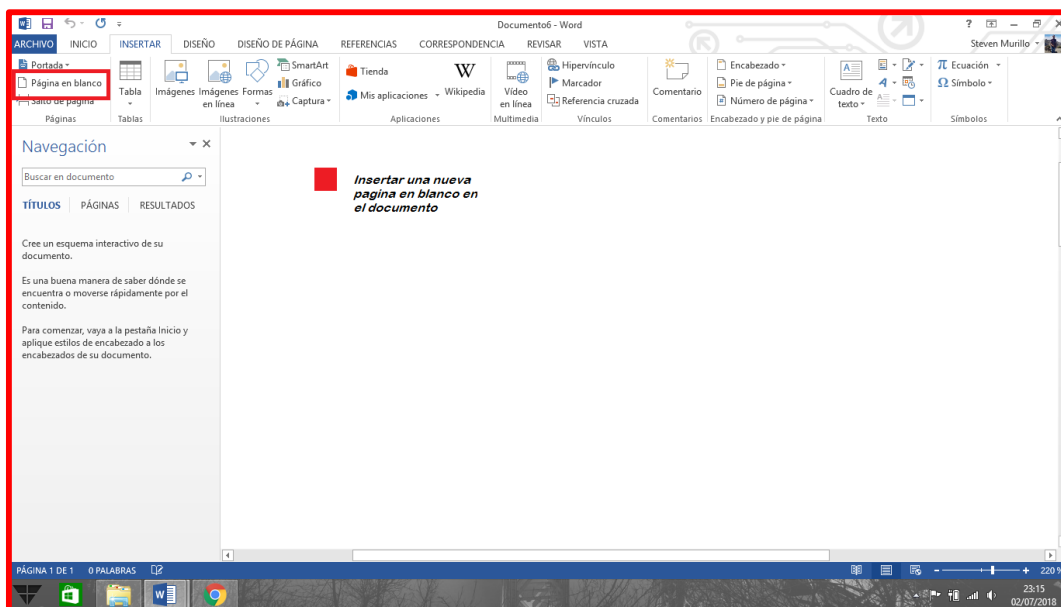 Documento6 - Word
ARCHIVO INICIO INSERTAR DISEÑO DISEÑO DE PÁGINA REFERENCIAS CORRESPONDENCIA REVISAR VISTA Steven Murillo
Portada
Página en blanco
Salto de página
Páginas
Tabla
Tablas
Imágenes
Imágenes en línea
Formas
SmartArt
Gráfico
Captura
Ilustraciones
Tienda
Mis aplicaciones
Wikipedia
Aplicaciones
Vídeo en línea
Multimedia
Hipervínculo
Marcador
Referencia cruzada
Vínculos
Comentario
Comentarios
Encabezado
Pie de página
Número de página
Encabezado y pie de página
Cuadro de texto
Texto
π Ecuación
Ω Símbolo
Símbolos
Navegación
Buscar en documento
TÍTULOS PÁGINAS RESULTADOS
Cree un esquema interactivo de su
documento.
Es una buena manera de saber dónde se
encuentra o moverse rápidamente por el
contenido.
Para comenzar, vaya a la pestaña Inicio y
aplique estilos de encabezado a los
encabezados de su documento.
Insertar una nueva
pagina en blanco en
el documento
PÁGINA 1 DE 1 0 PALABRAS 220 %
23:15
02/07/2018